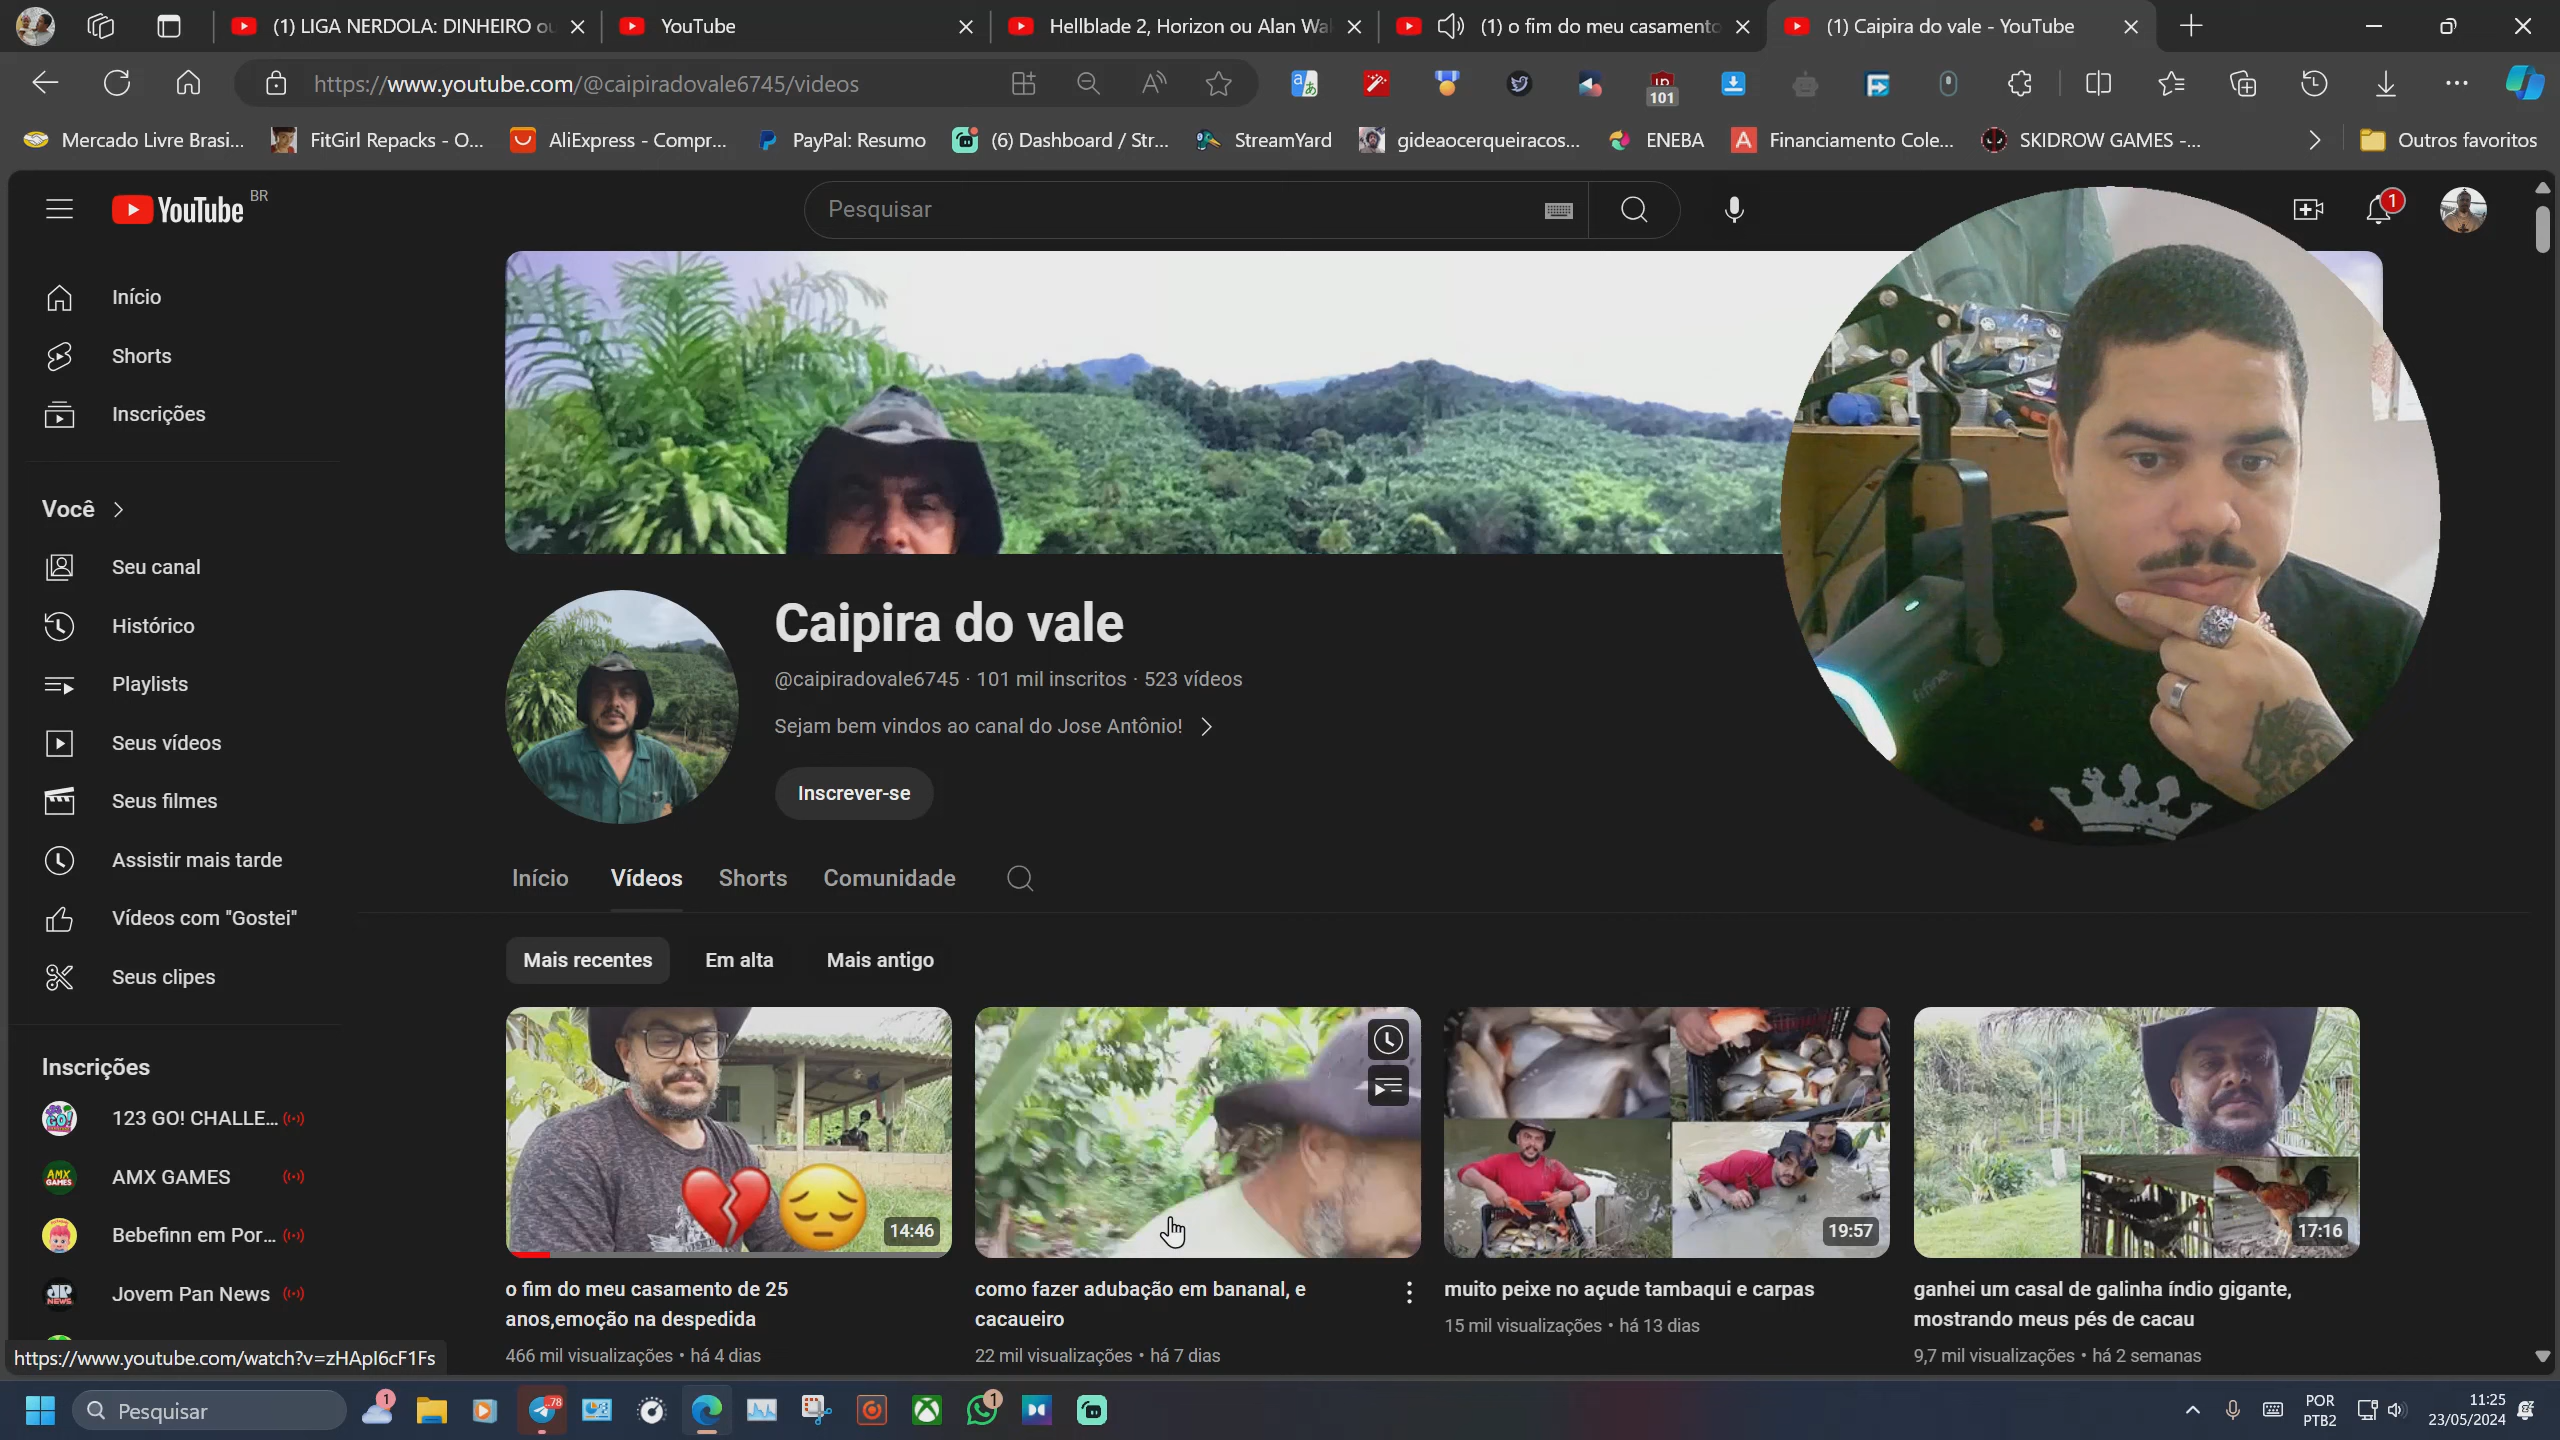 (1) LIGA NERDOLA: DINHEIRO ou
YouTube
Hellblade 2, Horizon ou Alan Wak
(1) o fim do meu casamento
(1) Caipira do vale - YouTube
https://www.youtube.com/@caipiradovale6745/videos
101
Mercado Livre Brasi...
FitGirl Repacks - O...
AliExpress - Compr...
PayPal: Resumo
(6) Dashboard / Str...
StreamYard
gideaocerqueiracos...
ENEBA
Financiamento Cole...
SKIDROW GAMES -...
Outros favoritos
YouTube BR
Pesquisar
1
Início
Shorts
Inscrições
Você
Seu canal
Histórico
Playlists
Seus vídeos
Seus filmes
Assistir mais tarde
Vídeos com "Gostei"
Seus clipes
Inscrições
123 GO! CHALLE...
AMX GAMES
Bebefinn em Por...
Jovem Pan News
Caipira do vale
@caipiradovale6745 · 101 mil inscritos · 523 vídeos
Sejam bem vindos ao canal do Jose Antônio!
Inscrever-se
Início
Vídeos
Shorts
Comunidade
Mais recentes
Em alta
Mais antigo
14:46
19:57
17:16
o fim do meu casamento de 25
anos,emoção na despedida
466 mil visualizações • há 4 dias
como fazer adubação em bananal, e
cacaueiro
22 mil visualizações • há 7 dias
muito peixe no açude tambaqui e carpas
15 mil visualizações • há 13 dias
ganhei um casal de galinha índio gigante,
mostrando meus pés de cacau
9,7 mil visualizações • há 2 semanas
https://www.youtube.com/watch?v=zHApI6cF1Fs
Pesquisar
1
..78
1
POR
PTB2
11:25
23/05/2024